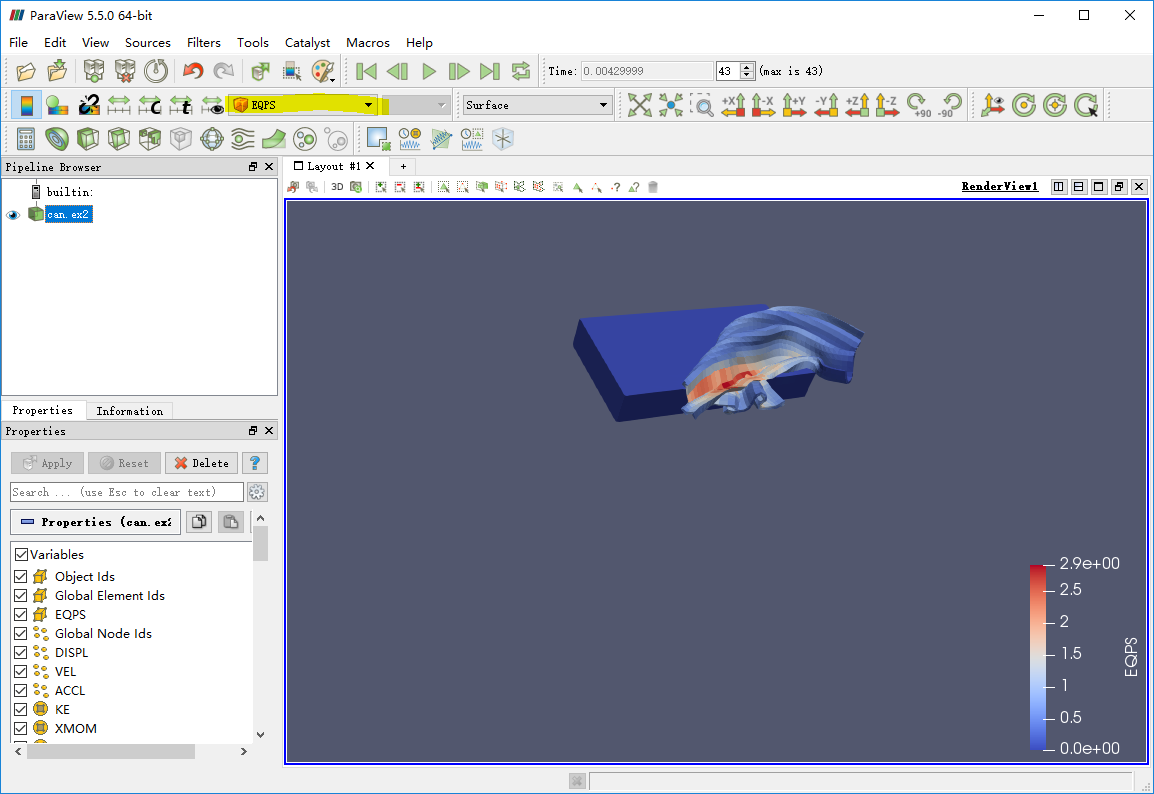 ParaView 5.5.0 64-bit
File Edit View Sources Filters Tools Catalyst Macros Help
Time: 0.00429999 43 (max is 43)
EQPS Surface +X -X +Y -Y +Z -Z +90 -90
Pipeline Browser
Layout #1
builtin:
3D RenderView1
can.ex2
Properties Information
Properties
Apply Reset Delete ?
Search ... (use Esc to clear text)
Properties (can.ex2
Variables
Object Ids
Global Element Ids
EQPS
Global Node Ids
DISPL
VEL
ACCL
KE
XMOM
2.9e+00
2.5
2
1.5
1
0.5
0.0e+00
EQPS